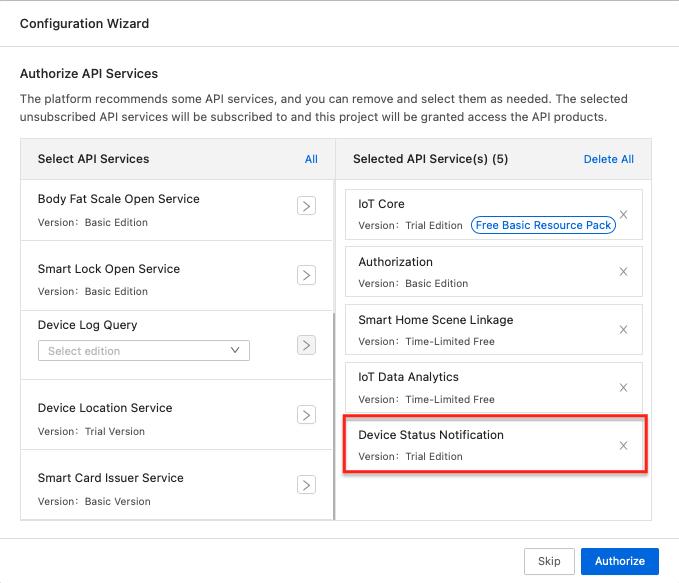 Configuration Wizard
Authorize API Services
The platform recommends some API services, and you can remove and select them as needed. The selected
unsubscribed API services will be subscribed to and this project will be granted access the API products.
Select API Services
All
Body Fat Scale Open Service
Version: Basic Edition
Smart Lock Open Service
Version: Basic Edition
Device Log Query
Select edition
Device Location Service
Version: Trial Version
Smart Card Issuer Service
Version: Basic Version
Selected API Service(s) (5)
Delete All
IoT Core
Version: Trial Edition Free Basic Resource Pack
Authorization
Version: Basic Edition
Smart Home Scene Linkage
Version: Time-Limited Free
IoT Data Analytics
Version: Time-Limited Free
Device Status Notification
Version: Trial Edition
Skip
Authorize